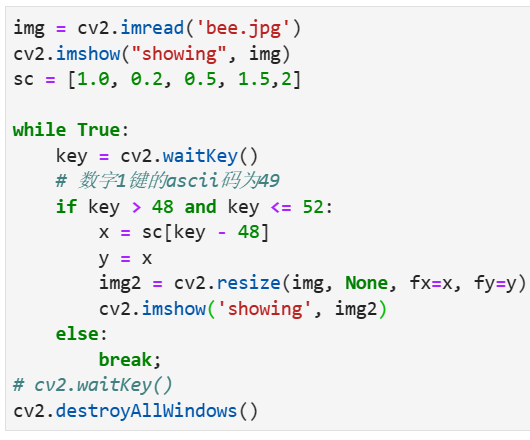 img = cv2.imread('bee.jpg')
cv2.imshow("showing", img)
sc = [1.0, 0.2, 0.5, 1.5,2]
while True:
    key = cv2.waitKey()
    # 数字1键的ascii码为49
    if key > 48 and key <= 52:
        x = sc[key - 48]
        y = x
        img2 = cv2.resize(img, None, fx=x, fy=y)
        cv2.imshow('showing', img2)
    else:
        break;
# cv2.waitKey()
cv2.destroyAllWindows()